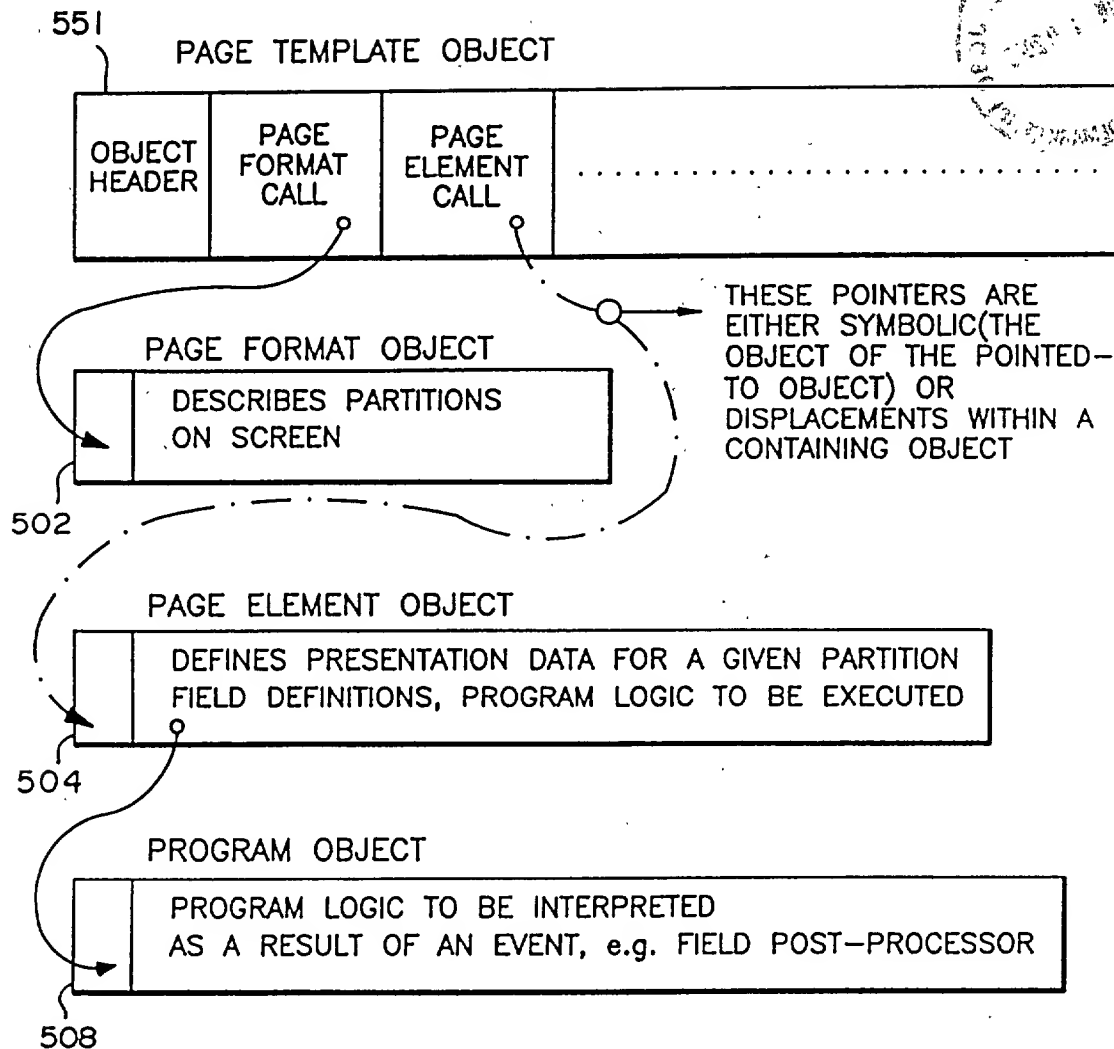 551
PAGE TEMPLATE OBJECT
OBJECT
HEADER
PAGE
FORMAT
CALL
PAGE
ELEMENT
CALL
. . . . . . . . . . . . . . . . . . . . . . . . . . . . . .
THESE POINTERS ARE
EITHER SYMBOLIC(THE
OBJECT OF THE POINTED-
TO OBJECT) OR
DISPLACEMENTS WITHIN A
CONTAINING OBJECT
PAGE FORMAT OBJECT
DESCRIBES PARTITIONS
ON SCREEN
502
PAGE ELEMENT OBJECT
DEFINES PRESENTATION DATA FOR A GIVEN PARTITION
FIELD DEFINITIONS, PROGRAM LOGIC TO BE EXECUTED
504
PROGRAM OBJECT
PROGRAM LOGIC TO BE INTERPRETED
AS A RESULT OF AN EVENT, e.g. FIELD POST-PROCESSOR
508